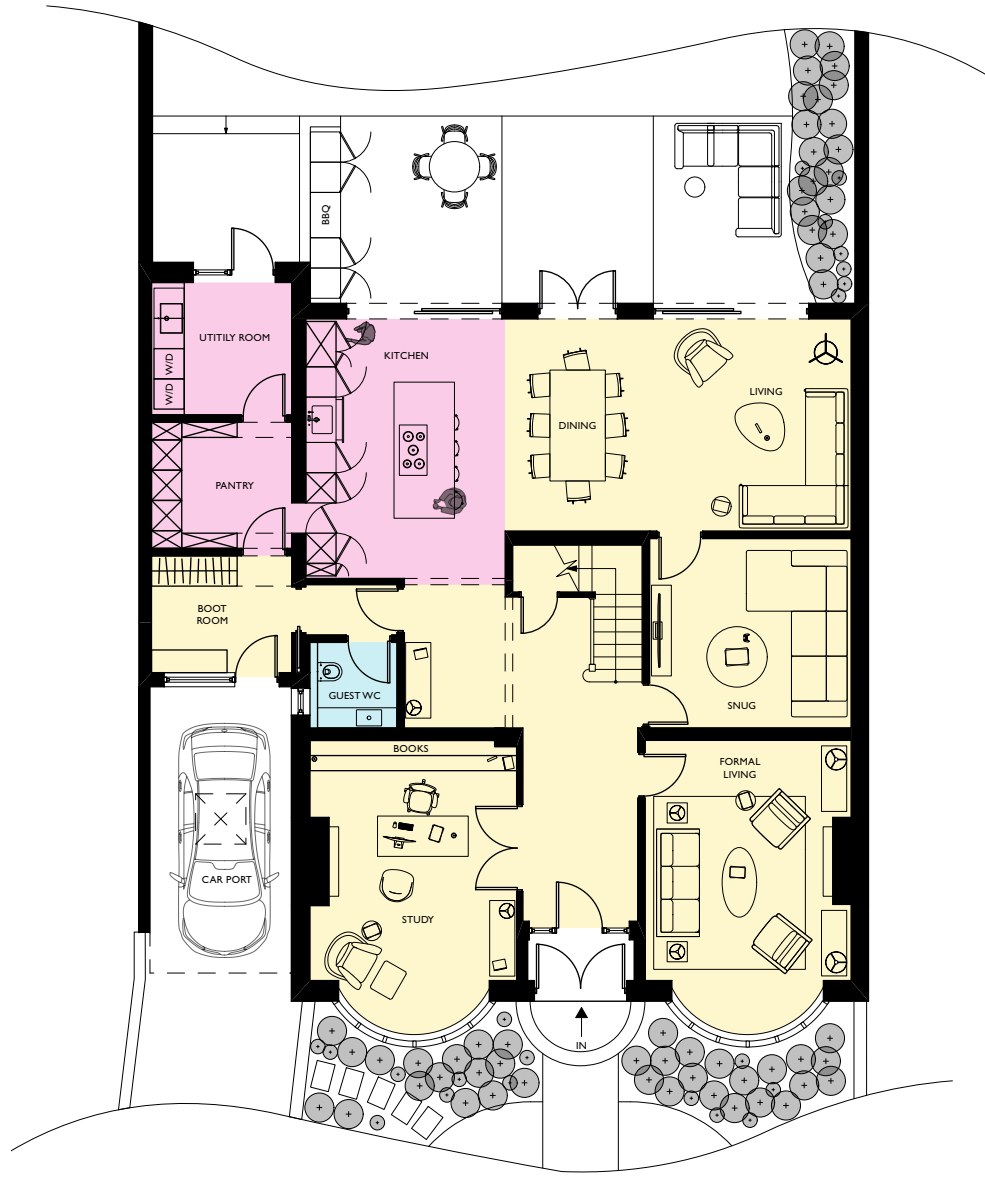 BBQ
UTITILY ROOM
W/D
W/D
KITCHEN
LIVING
DINING
PANTRY
BOOT
ROOM
GUEST WC
SNUG
BOOKS
FORMAL
LIVING
CAR PORT
STUDY
IN